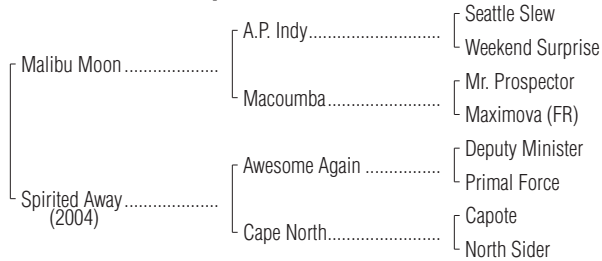 Seattle Slew
A.P. Indy
Weekend Surprise
Malibu Moon
Mr. Prospector
Macoumba
Maximova (FR)
Deputy Minister
Awesome Again
Primal Force
Spirited Away
(2004)
Capote
Cape North
North Sider